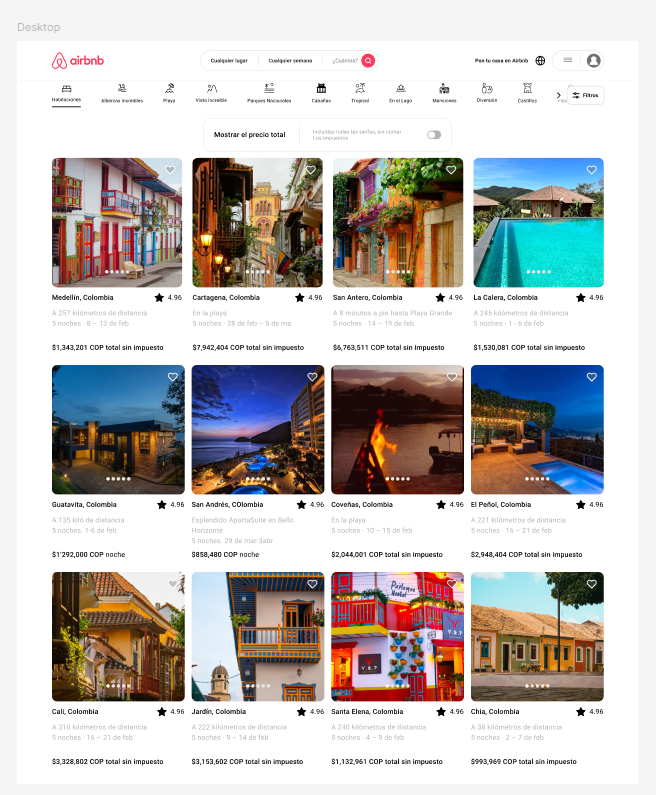 Desktop
airbnb
Cualquier lugar
Cualquier semana
¿Cuántos?
Pon tu casa en Airbnb
Habitaciones
Albercas increíbles
Playa
Vista increíble
Parques Nacionales
Cabañas
Tropical
En el Lago
Mansiones
Diversión
Castillos
Filtros
Mostrar el precio total
Incluidas todas las tarifas, sin contar
Los impuestos
Medellín, Colombia 4.96
A 257 kilómetros de distancia
5 noches · 8 – 13 de feb
$1,343,201 COP total sin impuesto
Cartagena, Colombia 4.96
En la playa
5 noches · 28 de feb – 5 de ma
$7,942,404 COP total sin impuesto
San Antero, Colombia 4.96
A 8 minutos a pie hasta Playa Grande
5 noches · 14 – 19 de feb
$6,763,511 COP total sin impuesto
La Calera, Colombia 4.96
A 245 kilómetros de distancia
5 noches · 1 - 6 de feb
$1,530,081 COP total sin impuesto
Guatavita, Colombia 4.96
A 135 kiló de distancia
5 noches. 1-6 de feb
$1'292,000 COP noche
San Andrés, COlombia 4.96
Esplendido ApartaSuite en Bello
Horizonte
5 noches. 29 de mar-3abr
$858,480 COP noche
Coveñas, Colombia 4.96
En la playa
5 noches · 10 – 15 de feb
$2,044,001 COP total sin impuesto
El Peñol, Colombia 4.96
A 221 kilómetros de distancia
5 noches · 16 – 21 de feb
$2,948,404 COP total sin impuesto
Cali, Colombia 4.96
A 310 kilómetros de distancia
5 noches · 16 – 21 de feb
$3,328,802 COP total sin impuesto
Jardín, Colombia 4.96
A 222 kilómetros de distancia
5 noches · 9 – 14 de feb
$3,153,602 COP total sin impuesto
V.&.P
Santa Elena, Colombia 4.96
A 240 kilómetros de distancia
5 noches · 4 – 9 de feb
$1,132,961 COP total sin impuesto
Chia, Colombia 4.96
A 38 kilómetros de distancia
5 noches · 2 – 7 de feb
$993,969 COP total sin impuesto